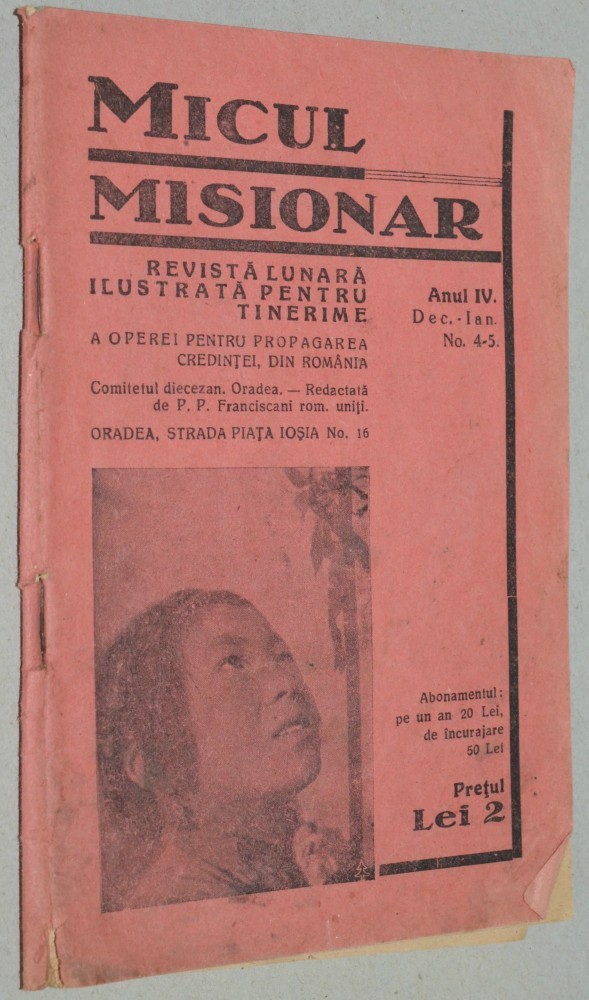 MICUL
MISIONAR
REVISTĂ LUNARĂ
ILUSTRATĂ PENTRU
TINERIME
A OPEREI PENTRU PROPAGAREA
CREDINȚEI, DIN ROMÂNIA
Comitetul diecezan. Oradea. — Redactată
de P. P. Franciscani rom. uniți.
ORADEA, STRADA PIAȚA IOȘIA No. 16
Anul IV.
Dec.-Ian.
No. 4-5.
Abonamentul:
pe un an 20 Lei,
de încurajare
50 Lei
Prețul
Lei 2